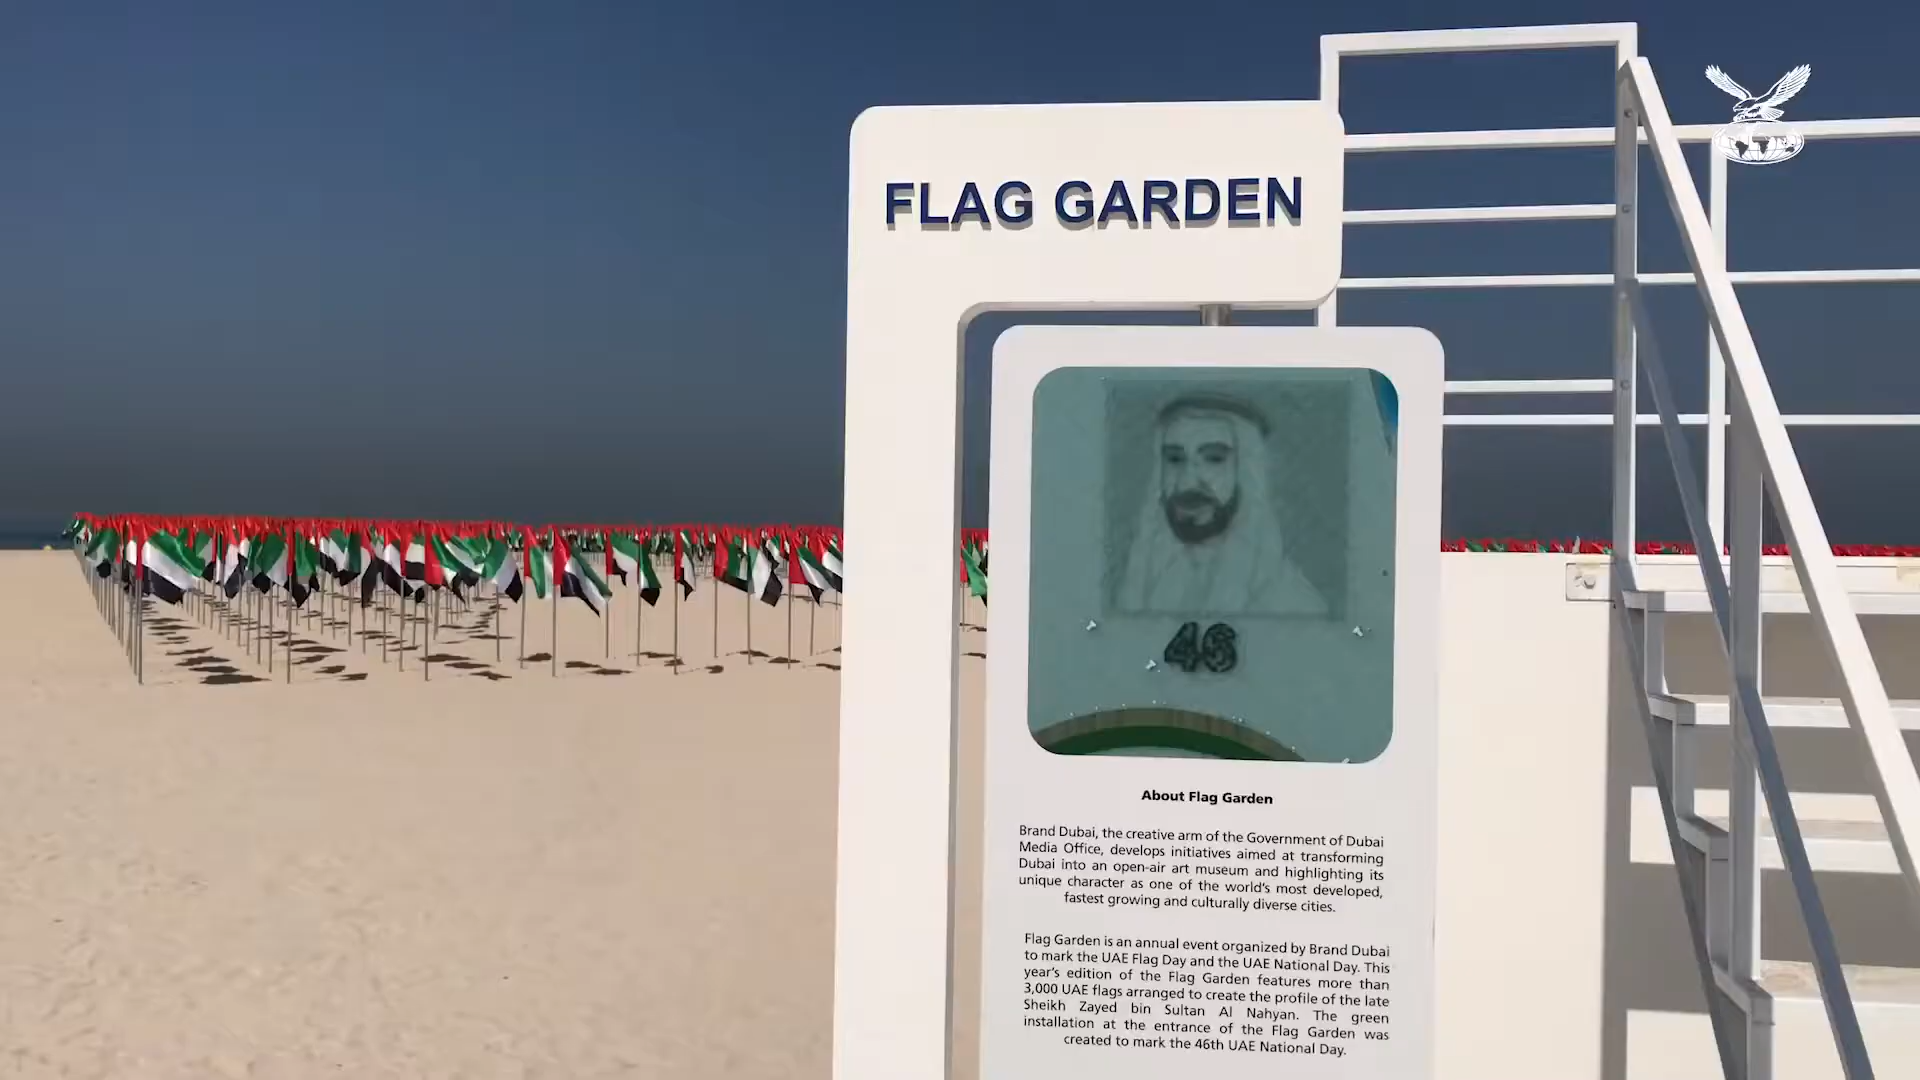 FLAG GARDEN
46
About Flag Garden
Brand Dubai, the creative arm of the Government of Dubai
Media Office, develops initiatives aimed at transforming
Dubai into an open-air art museum and highlighting its
unique character as one of the world's most developed,
fastest growing and culturally diverse cities.
Flag Garden is an annual event organized by Brand Dubai
to mark the UAE Flag Day and the UAE National Day. This
year's edition of the Flag Garden features more than
3,000 UAE flags arranged to create the profile of the late
Sheikh Zayed bin Sultan Al Nahyan. The green
installation at the entrance of the Flag Garden was
created to mark the 46th UAE National Day.